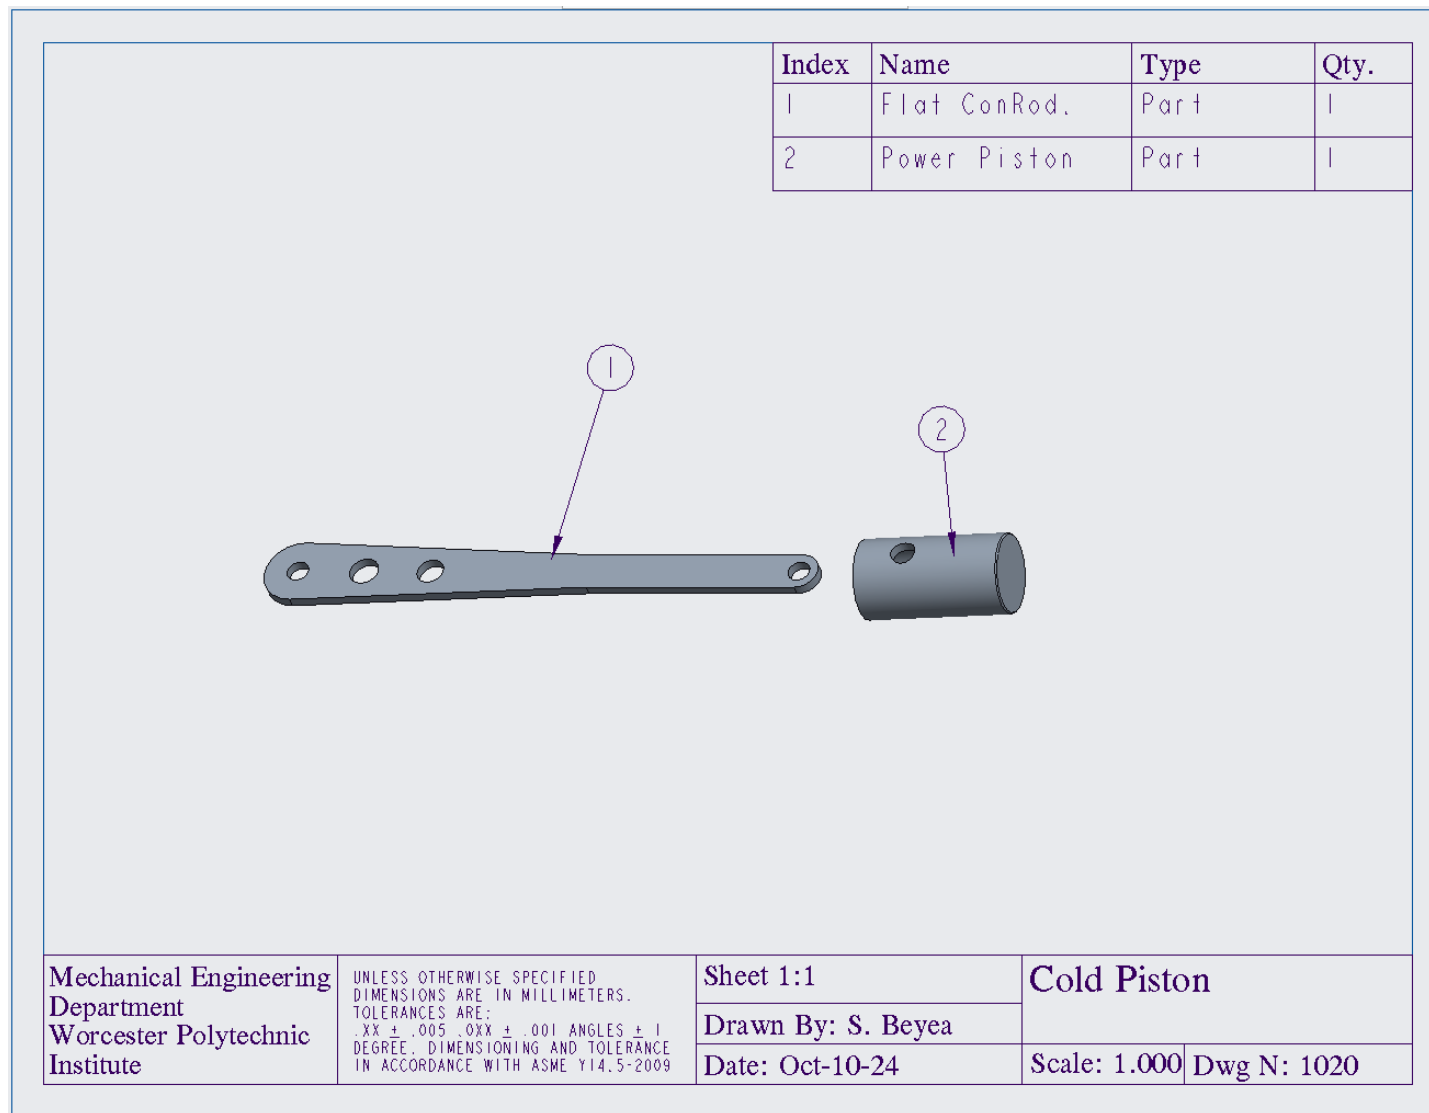 Index Name Type Qty.
1 Flat ConRod. Part 1
2 Power Piston Part 1
1
2
Mechanical Engineering
Department
Worcester Polytechnic
Institute
UNLESS OTHERWISE SPECIFIED
DIMENSIONS ARE IN MILLIMETERS.
TOLERANCES ARE:
.XX ± .005 .0XX ± .001 ANGLES ± 1
DEGREE. DIMENSIONING AND TOLERANCE
IN ACCORDANCE WITH ASME Y14.5-2009
Sheet 1:1
Drawn By: S. Beyea
Date: Oct-10-24
Cold Piston
Scale: 1.000 Dwg N: 1020